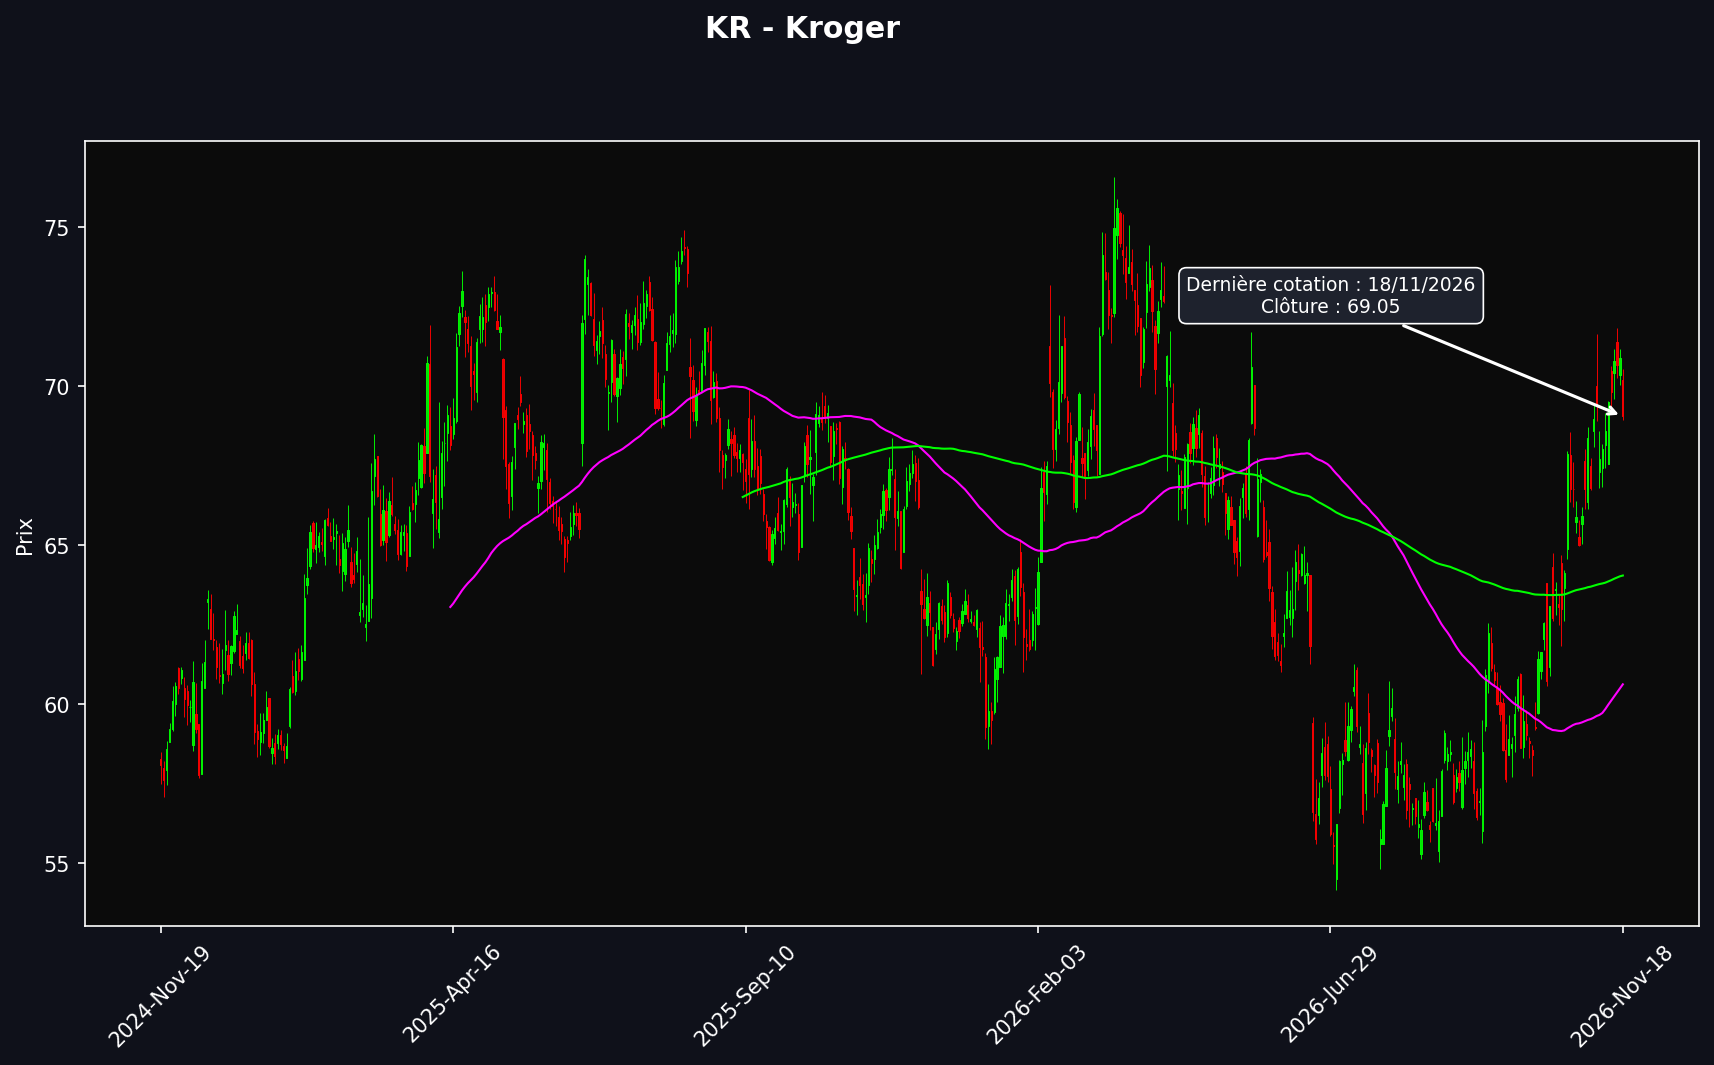 KR - Kroger
75
Dernière cotation : 18/11/2026
Clôture : 69.05
70
Prix
65
60
55
2024-Nov-19
2025-Apr-16
2025-Sep-10
2026-Feb-03
2026-Jun-29
2026-Nov-18